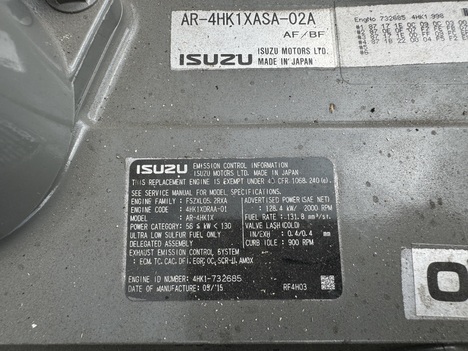 AR-4HK1XASA-02A
AF/BF
ISUZU
ISUZU MOTORS LTD.
MADE IN JAPAN
EngNo 732685 4HK1 998
ISUZU
EMISSION CONTROL INFORMATION
ISUZU MOTORS LTD. MADE IN JAPAN
THIS REPLACEMENT ENGINE IS EXEMPT UNDER 40 CFR 1068.240
SEE SERVICE MANUAL FOR MODEL SPECIFICATIONS.
ENGINE FAMILY : FSZXL05.2RXA
ENGINE CODE : 4HK1XQRAA-01
MODEL : AR-4HK1X
POWER CATEGORY : 56 ≤ kW < 130
ULTRA LOW SULFUR FUEL ONLY
DELEGATED ASSEMBLY
EXHAUST EMISSION CONTROL SYSTEM
: ECM, TC, CAC, DFI, EGR, OC, SCR-U, AMOX
ADVERTISED POWER (SAE NET)
: 128.4 kW / 2000 RPM
FUEL RATE : 131.8 mm³/st.
VALVE LASH (COLD)
: IN/EXH 0.4/0.4 mm
CURB IDLE : 900 RPM
ENGINE ID NUMBER : 4HK1-732685
DATE OF MANUFACTURE : 09/'15
RF4H03